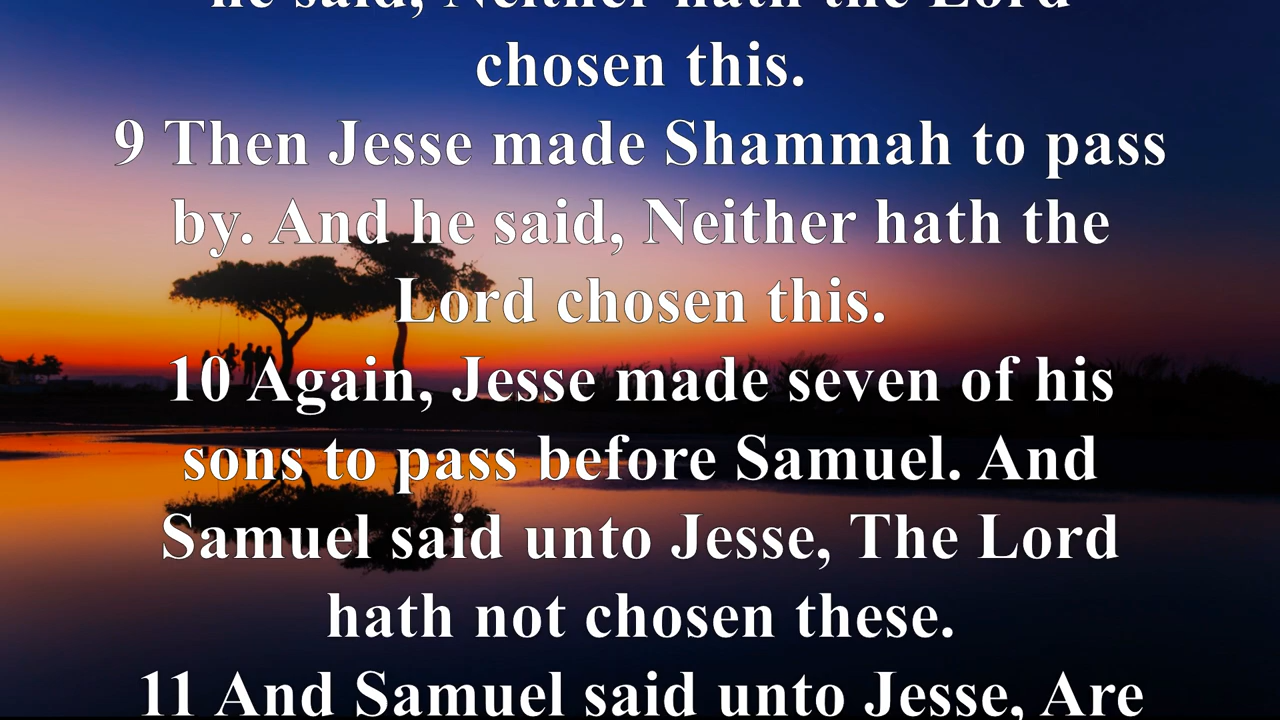 he said, Neither hath the Lord
chosen this.
9 Then Jesse made Shammah to pass
by. And he said, Neither hath the
Lord chosen this.
10 Again, Jesse made seven of his
sons to pass before Samuel. And
Samuel said unto Jesse, The Lord
hath not chosen these.
11 And Samuel said unto Jesse, Are